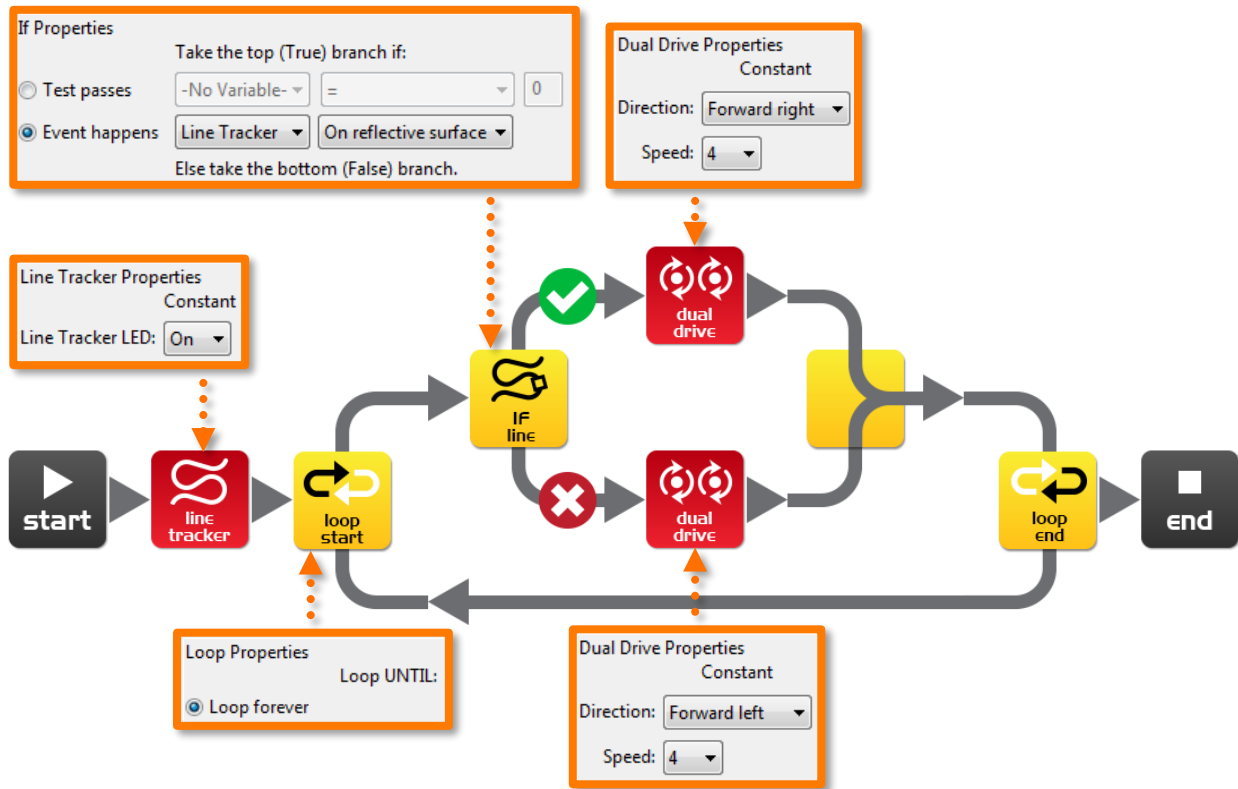 If Properties
Take the top (True) branch if:
Test passes -No Variable- = 0
Event happens Line Tracker On reflective surface
Else take the bottom (False) branch.
Dual Drive Properties
Constant
Direction: Forward right
Speed: 4
Line Tracker Properties
Constant
Line Tracker LED: On
start
line
tracker
loop
start
IF
line
dual
drive
dual
drive
loop
end
end
Loop Properties
Loop UNTIL:
Loop forever
Dual Drive Properties
Constant
Direction: Forward left
Speed: 4